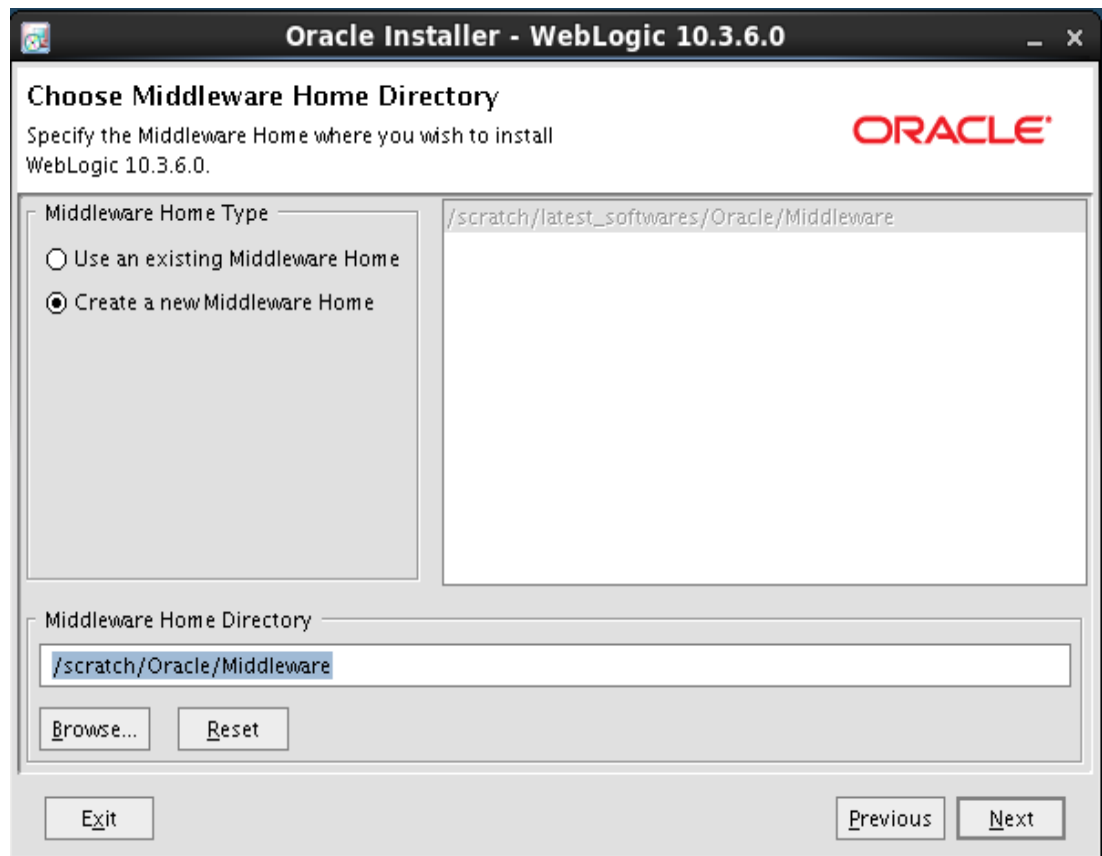 Oracle Installer - WebLogic 10.3.6.0
Choose Middleware Home Directory
Specify the Middleware Home where you wish to install
WebLogic 10.3.6.0.
ORACLE
Middleware Home Type
Use an existing Middleware Home
Create a new Middleware Home
/scratch/latest_softwares/Oracle/Middleware
Middleware Home Directory
/scratch/Oracle/Middleware
Browse...
Reset
Exit
Previous
Next